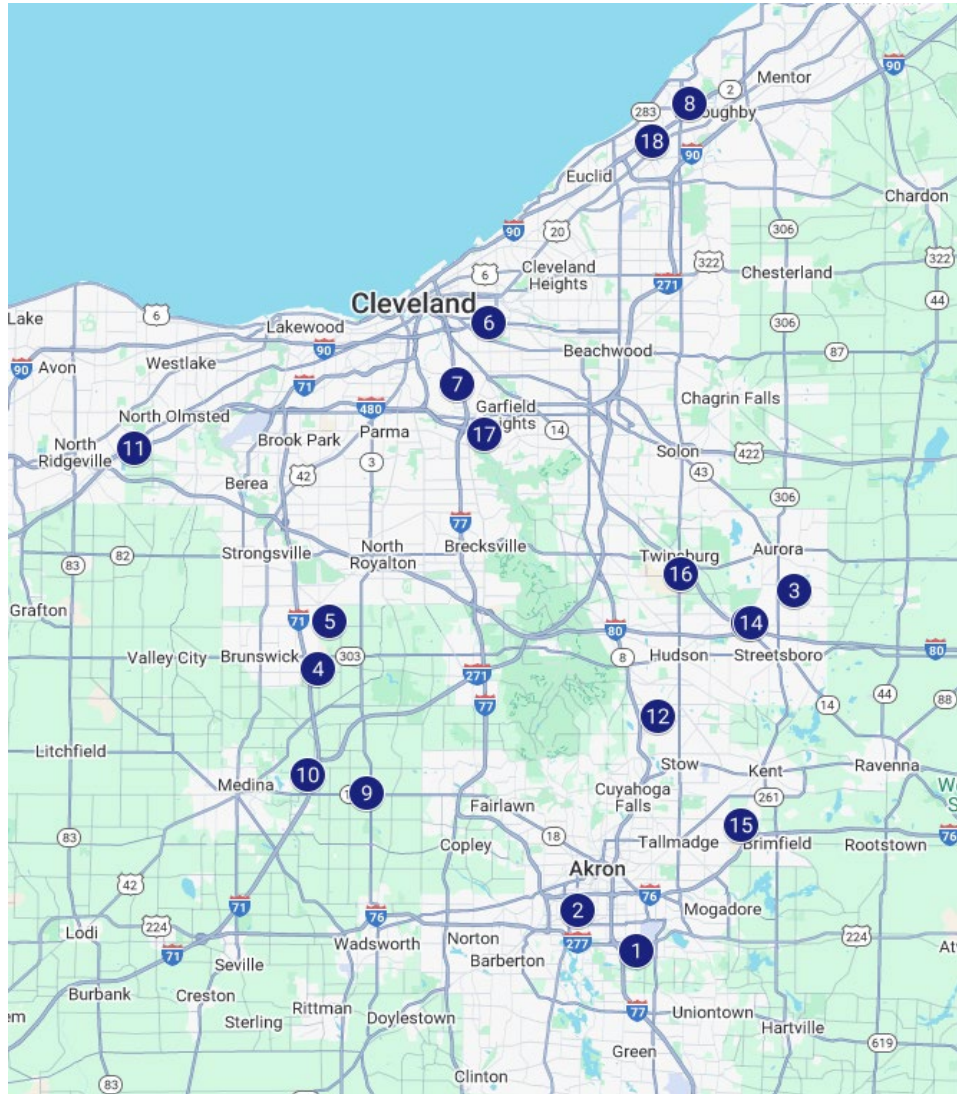 Mentor
90
2
283
8
oughby
18
90
Euclid
Chardon
306
90
20
322
322
6
Cleveland
Heights
Chesterland
271
6
44
Cleveland
Lake
6
Lakewood
306
Beachwood
87
90
Westlake
90
Avon
71
7
Chagrin Falls
North Olmsted
480
Garfield
hts
Brook Park
Parma
17
14
North
Ridgeville
11
Solon
422
3
42
43
Berea
306
77
82
Strongsville
North
Royalton
Brecksville
Twinsburg
Aurora
83
16
3
Grafton
5
71
14
80
Valley City
Brunswick
303
4
8
Hudson
Streetsboro
80
271
77
44
88
12
14
Litchfield
10
Medina
9
1
Stow
Kent
Ravenna
We
S
Cuyahoga
Falls
261
Fairlawn
15
83
18
Tallmadge
Brimfield
Rootstown
76
Copley
Akron
42
71
76
76
2
Mogadore
224
Lodi
Wadsworth
Norton
277
1
224
At
71
Seville
Barberton
Burbank
Creston
Rittman
77
Uniontown
em
Sterling
Doylestown
Hartville
619
Green
83
Clinton